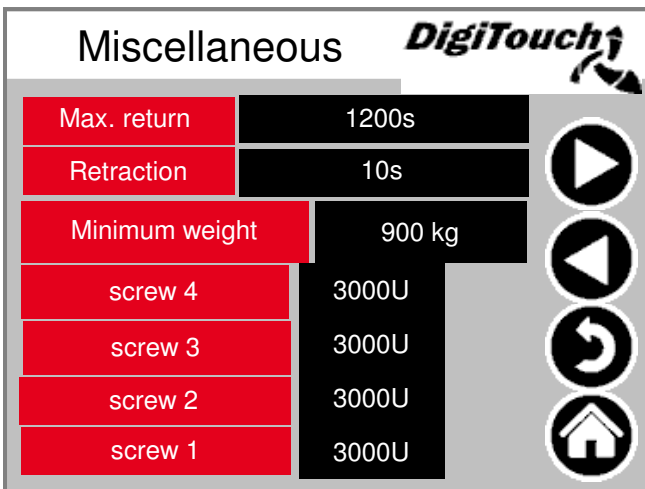 Miscellaneous DigiTouch
Max. return 1200s
Retraction 10s
Minimum weight 900 kg
screw 4 3000U
screw 3 3000U
screw 2 3000U
screw 1 3000U